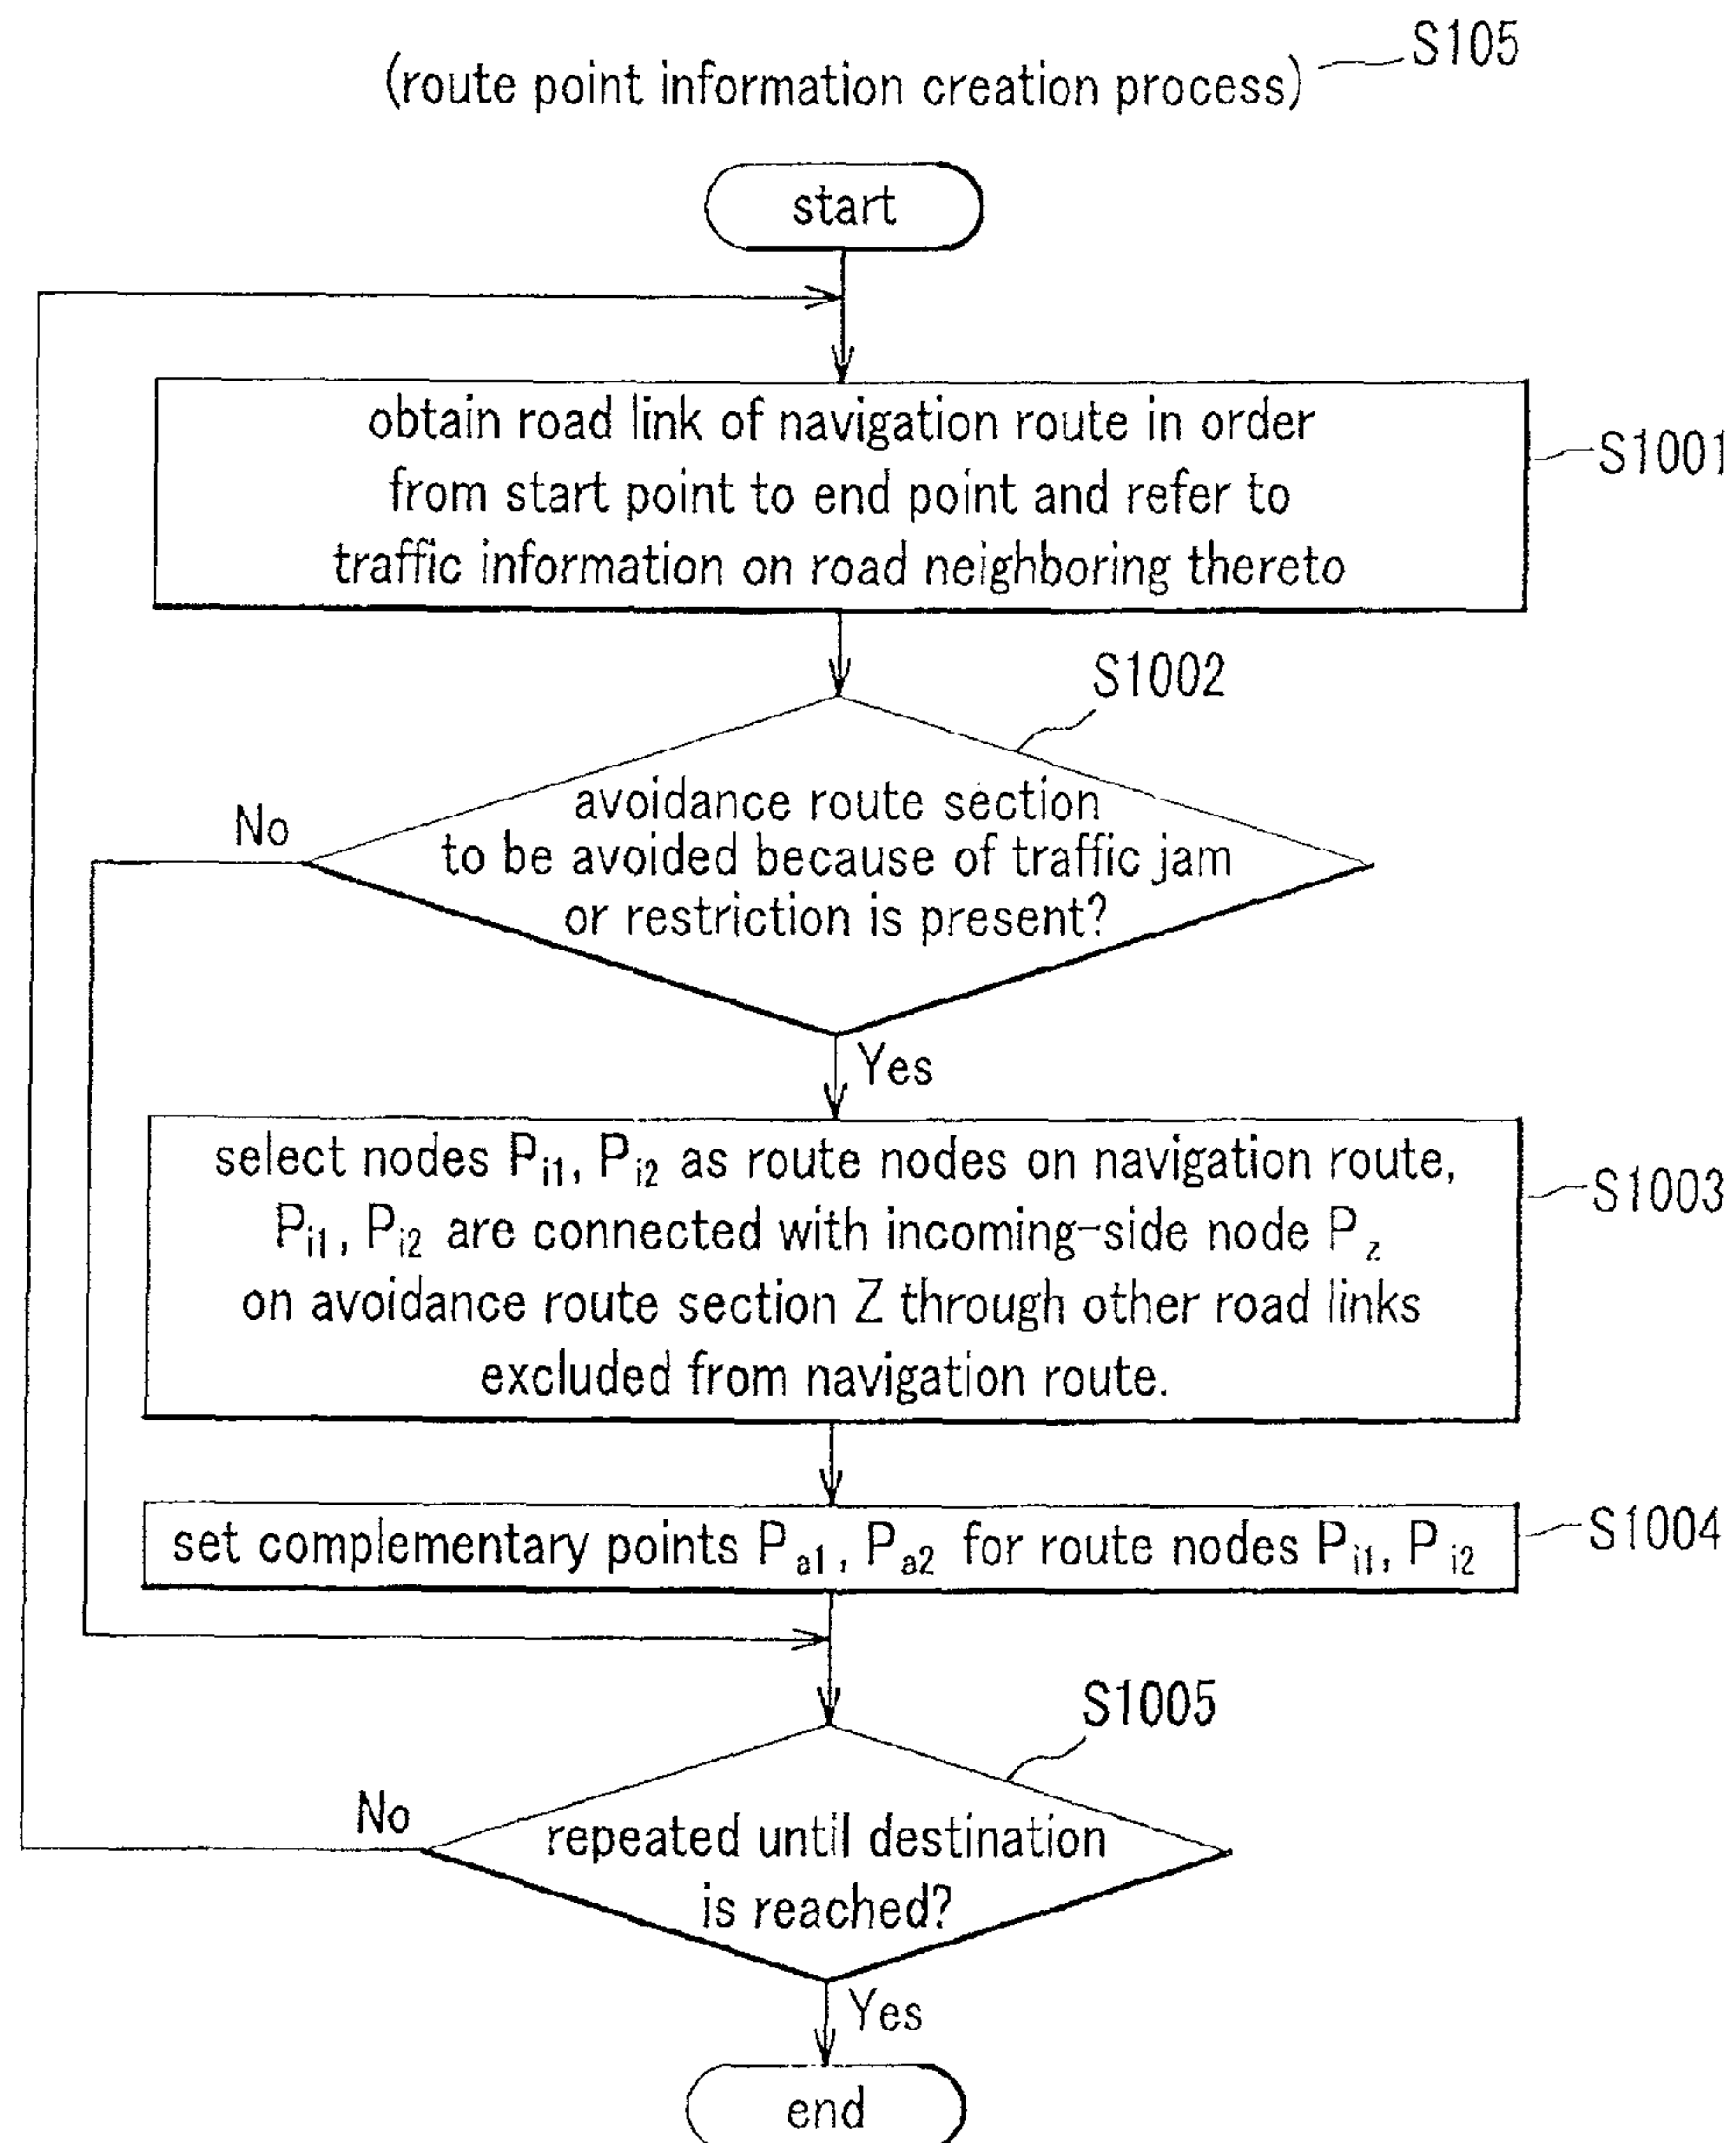 (route point information creation process)
S105
start
obtain road link of navigation route in order
from start point to end point and refer to
traffic information on road neighboring thereto
S1001
S1002
avoidance route section
to be avoided because of traffic jam
or restriction is present?
No
Yes
select nodes Pi1, Pi2 as route nodes on navigation route,
Pi1, Pi2 are connected with incoming-side node Pz
on avoidance route section Z through other road links
excluded from navigation route.
S1003
set complementary points Pa1, Pa2 for route nodes Pi1, Pi2
S1004
S1005
No
repeated until destination
is reached?
Yes
end